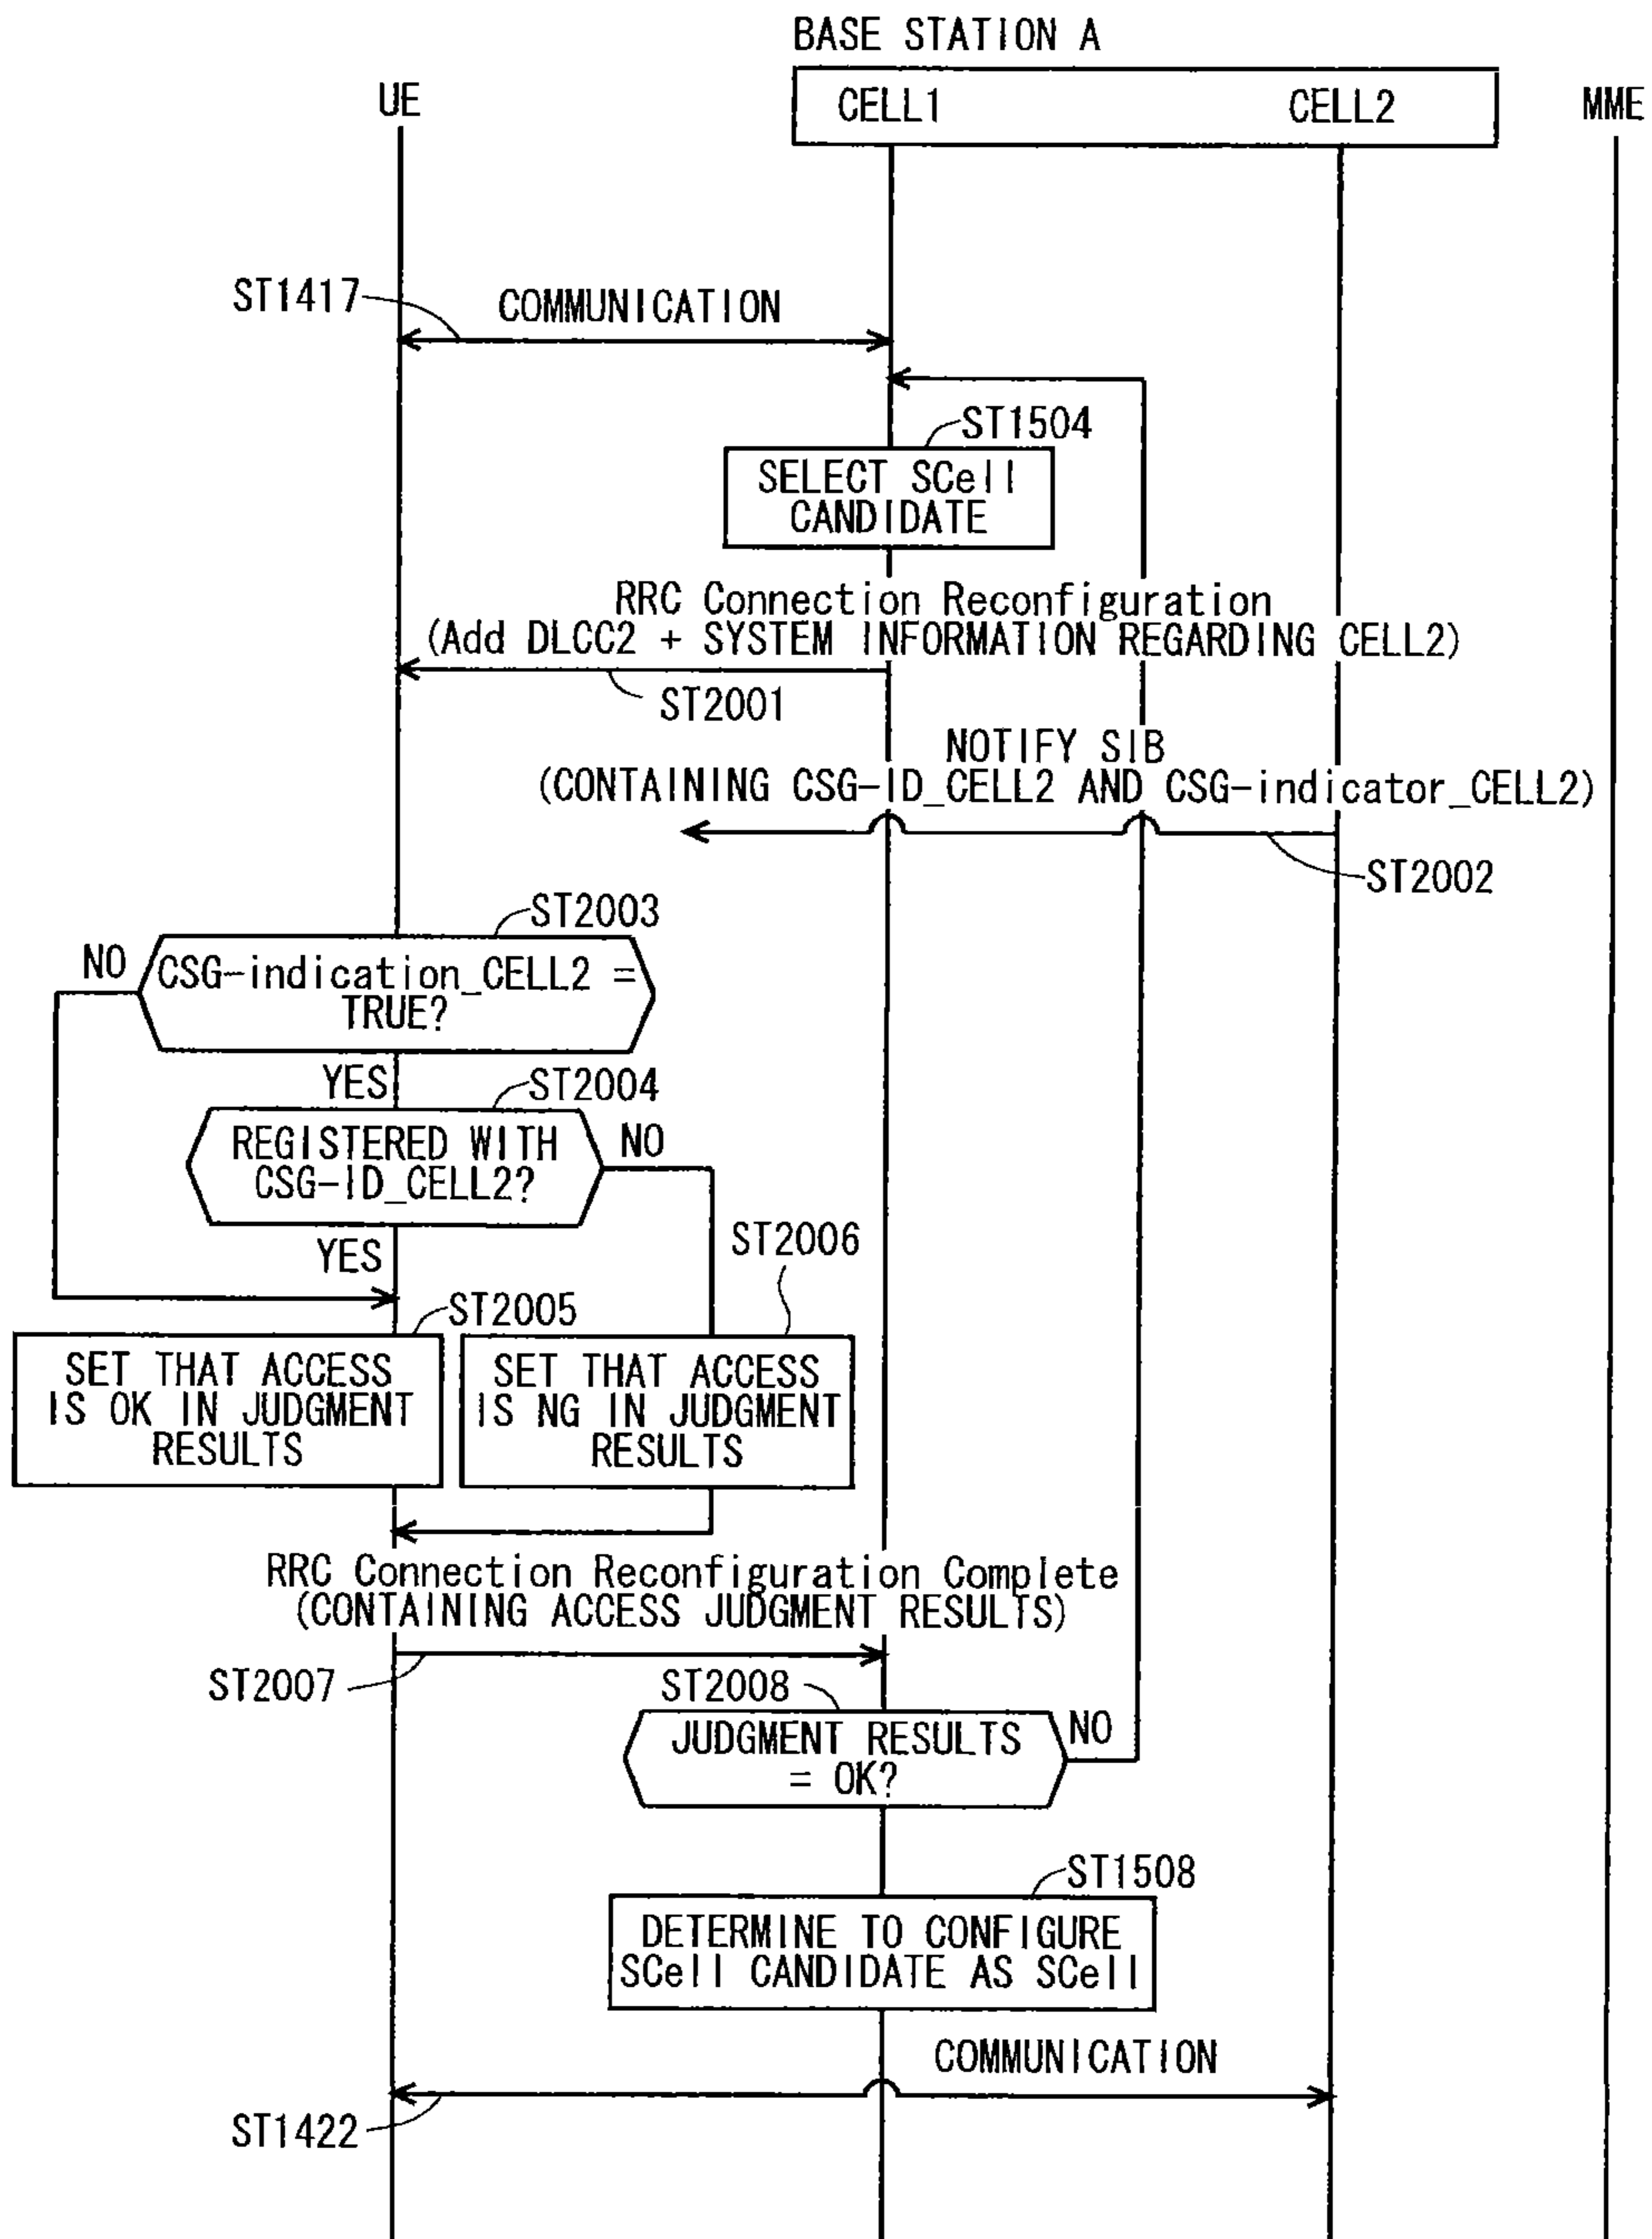 BASE STATION A
UE
CELL1
CELL2
MME
ST1417
COMMUNICATION
ST1504
SELECT SCell
CANDIDATE
RRC Connection Reconfiguration
(Add DLCC2 + SYSTEM INFORMATION REGARDING CELL2)
ST2001
NOTIFY SIB
(CONTAINING CSG-ID_CELL2 AND CSG-indicator_CELL2)
ST2002
ST2003
NO
CSG-indication_CELL2 =
TRUE?
YES
ST2004
REGISTERED WITH
CSG-ID_CELL2?
NO
YES
ST2006
ST2005
SET THAT ACCESS
IS OK IN JUDGMENT
RESULTS
SET THAT ACCESS
IS NG IN JUDGMENT
RESULTS
RRC Connection Reconfiguration Complete
(CONTAINING ACCESS JUDGMENT RESULTS)
ST2007
ST2008
JUDGMENT RESULTS
= OK?
NO
ST1508
DETERMINE TO CONFIGURE
SCell CANDIDATE AS SCell
COMMUNICATION
ST1422